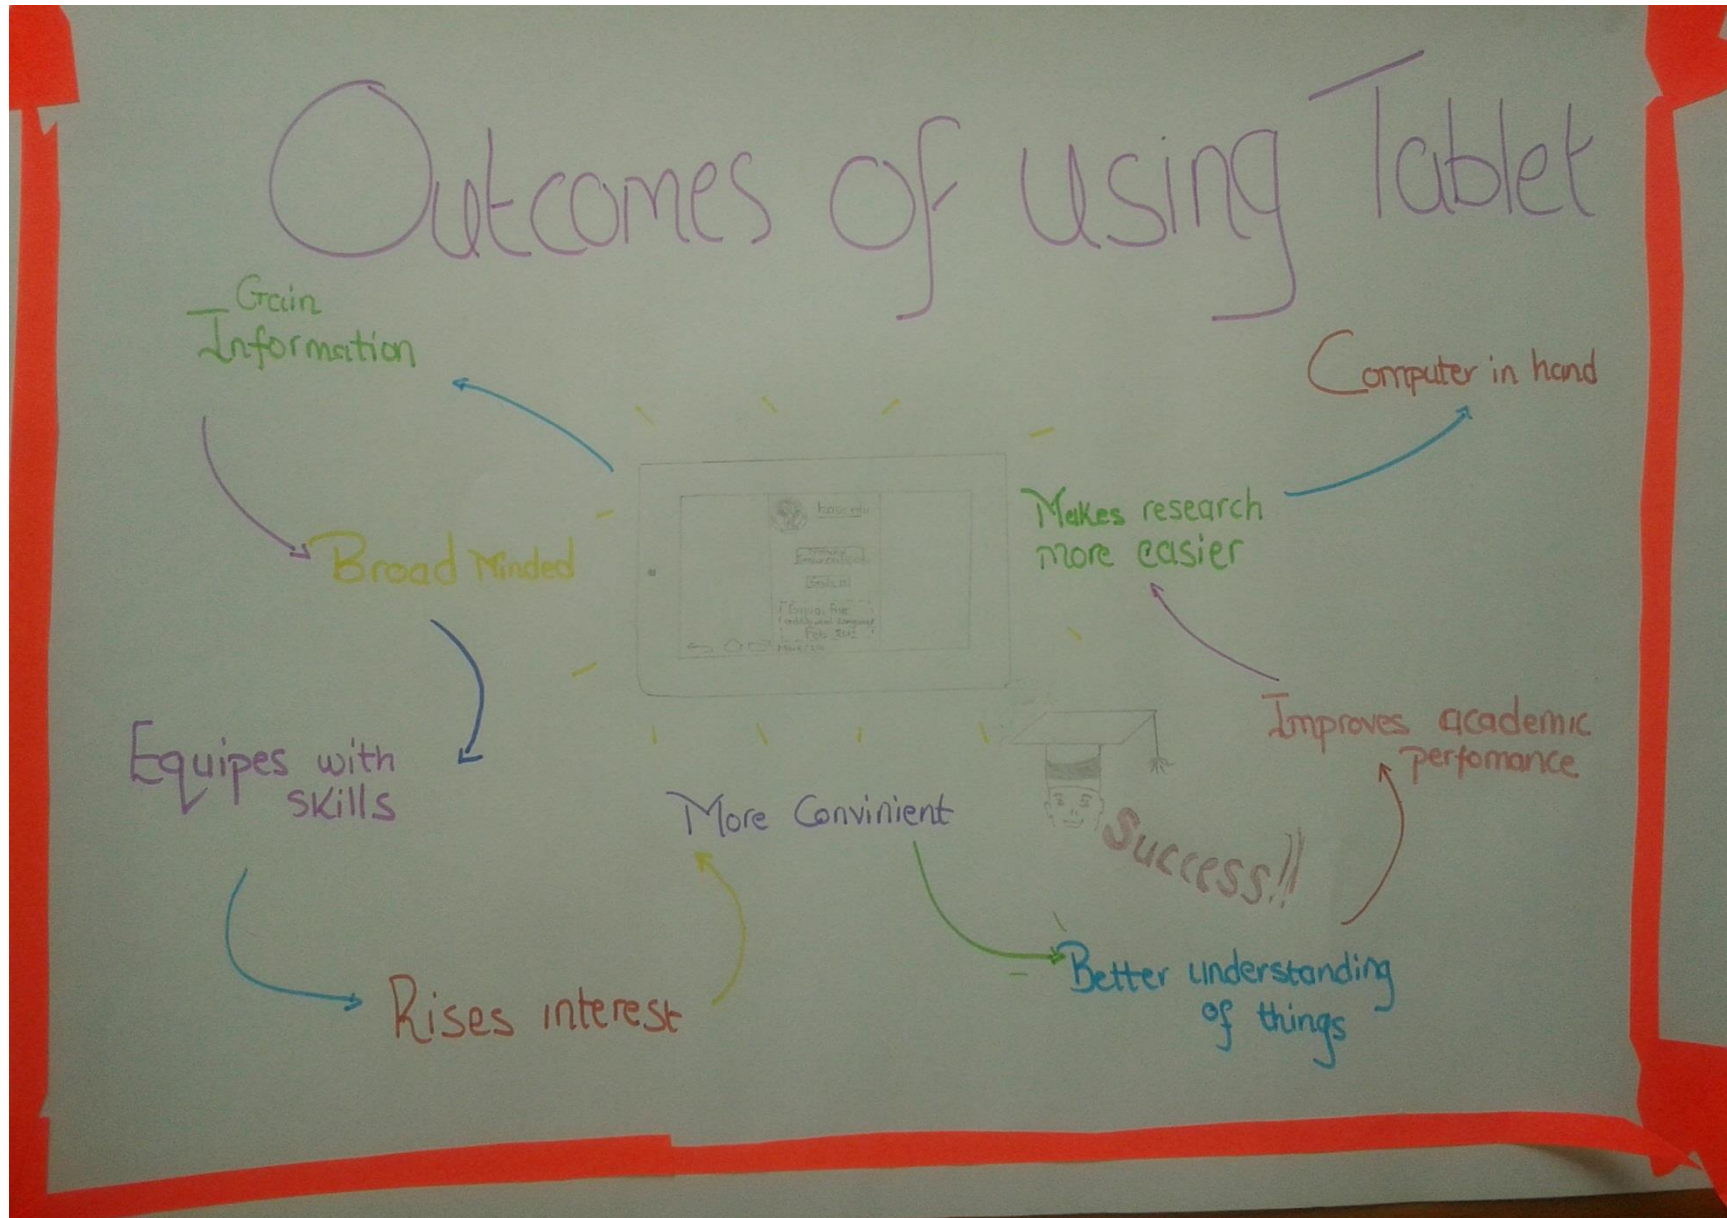 Outcomes of using Tablet
Gain
Information
Broad Minded
Equipes with
skills
Rises interest
More Convinient
Better understanding
of things
Improves academic
perfomance
Makes research
more easier
Computer in hand
Success!!